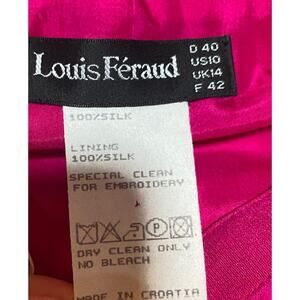 Louis Féraud
D 40
US10
UK14
F 42
100%SILK
LINING
100%SILK
SPECIAL CLEAN
FOR EMBROIDERY
DRY CLEAN ONLY
NO BLEACH
MADE IN CROATIA